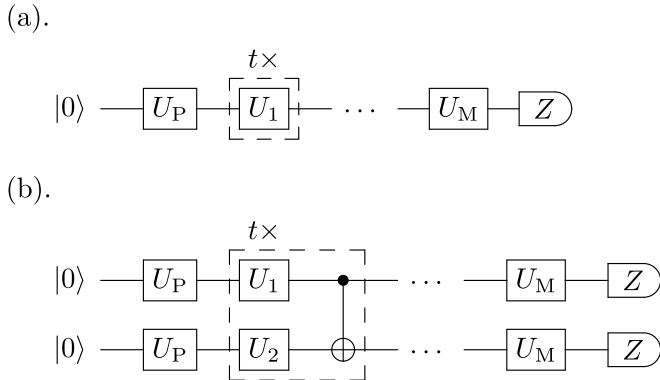 (a).
t×
|0⟩ U_P U_1 ... U_M Z
(b).
t×
|0⟩ U_P U_1 ... U_M Z
|0⟩ U_P U_2 ... U_M Z